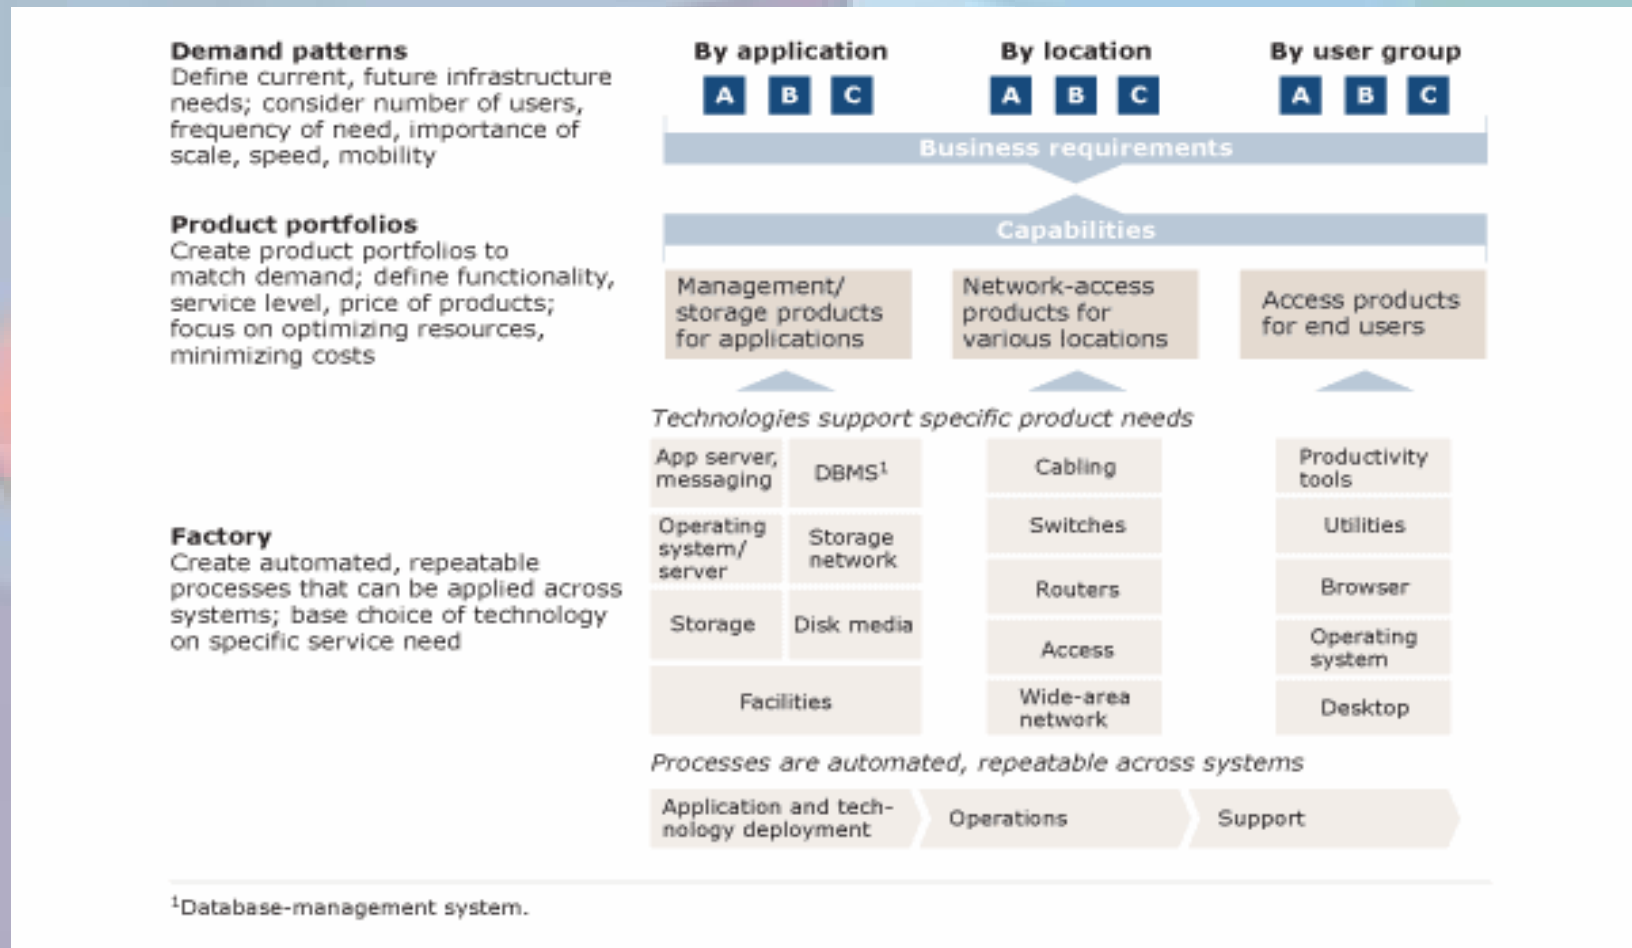 Demand patterns
Define current, future infrastructure
needs; consider number of users,
frequency of need, importance of
scale, speed, mobility
By application
A B C
By location
A B C
By user group
A B C
Business requirements
Product portfolios
Create product portfolios to
match demand; define functionality,
service level, price of products;
focus on optimizing resources,
minimizing costs
Capabilities
Management/
storage products
for applications
Network-access
products for
various locations
Access products
for end users
Factory
Create automated, repeatable
processes that can be applied across
systems; base choice of technology
on specific service need
Technologies support specific product needs
App server,
messaging
DBMS¹
Operating
system/
server
Storage
network
Storage
Disk media
Facilities
Cabling
Switches
Routers
Access
Wide-area
network
Productivity
tools
Utilities
Browser
Operating
system
Desktop
Processes are automated, repeatable across systems
Application and tech-
nology deployment
Operations
Support
¹Database-management system.